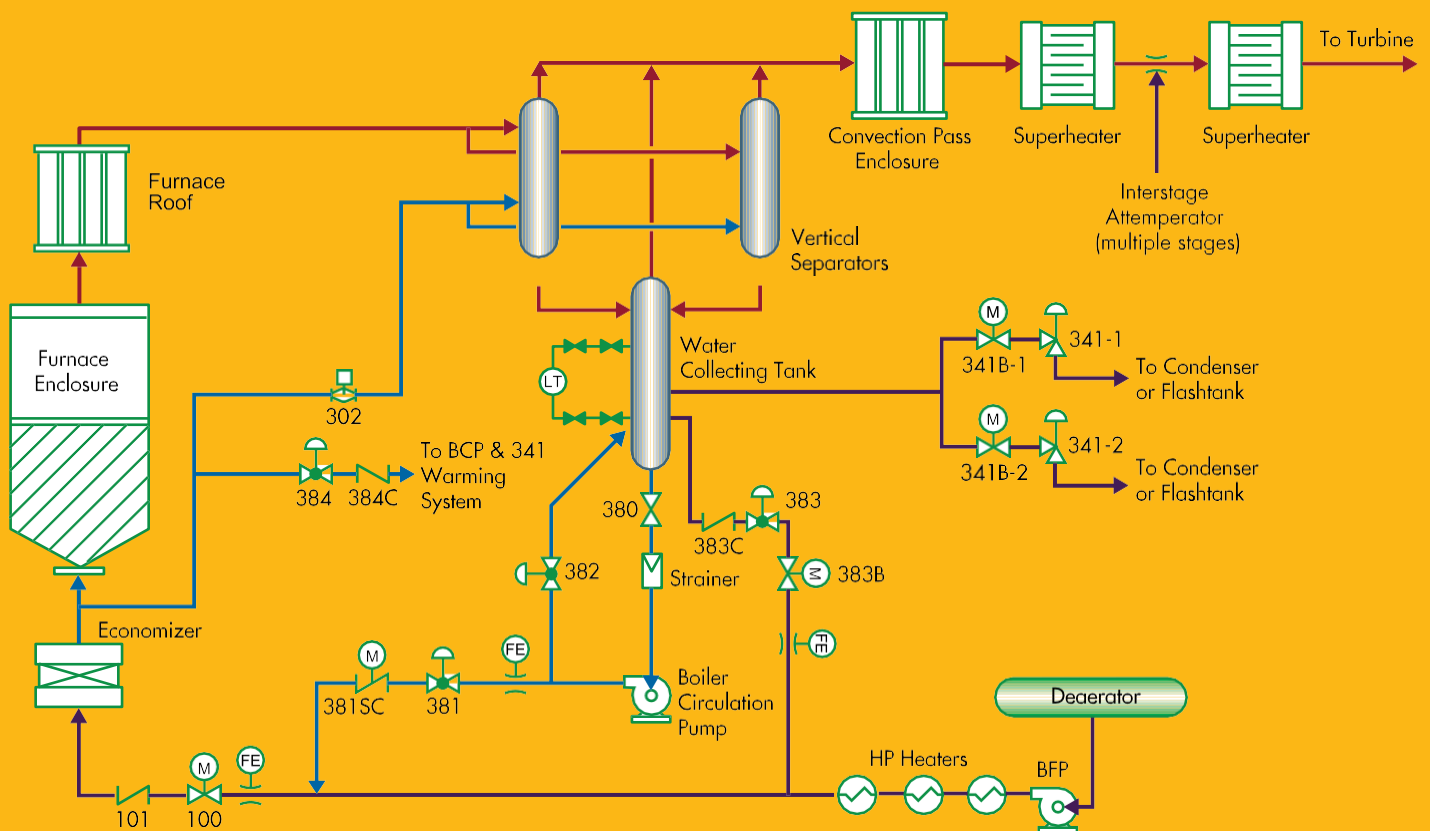 To Turbine
Convection Pass
Enclosure
Superheater
Superheater
Furnace
Roof
Interstage
Attemperator
(multiple stages)
Vertical
Separators
M
341-1
341B-1
Water
Collecting Tank
Furnace
Enclosure
To Condenser
or Flashtank
LT
302
M
341-2
341B-2
To BCP & 341
Warming
System
To Condenser
or Flashtank
384
384C
380
383
383C
382
Strainer
M
383B
Economizer
FE
FE
M
381SC
381
Boiler
Circulation
Pump
Deaerator
FE
M
HP Heaters
BFP
101
100